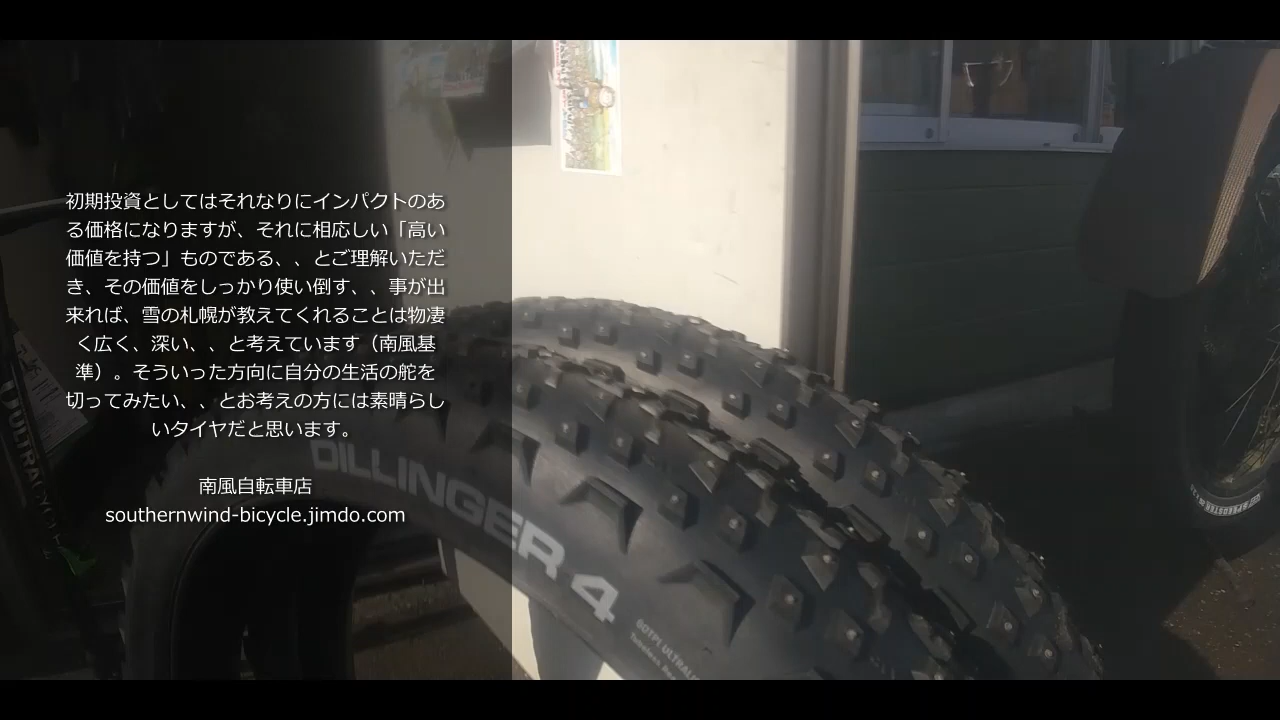 初期投資としてはそれなりにインパクトのあ
る価格になりますが、それに相応しい「高い
価値を持つ」ものである、、とご理解いただ
き、その価値をしっかり使い倒す、、事が出
来れば、雪の札幌が教えてくれることは物凄
く広く、深い、、と考えています（南風基
準）。そういった方向に自分の生活の舵を
切ってみたい、、とお考えの方には素晴らし
いタイヤだと思います。
南風自転車店
southernwind-bicycle.jimdo.com
DILLINGER 4